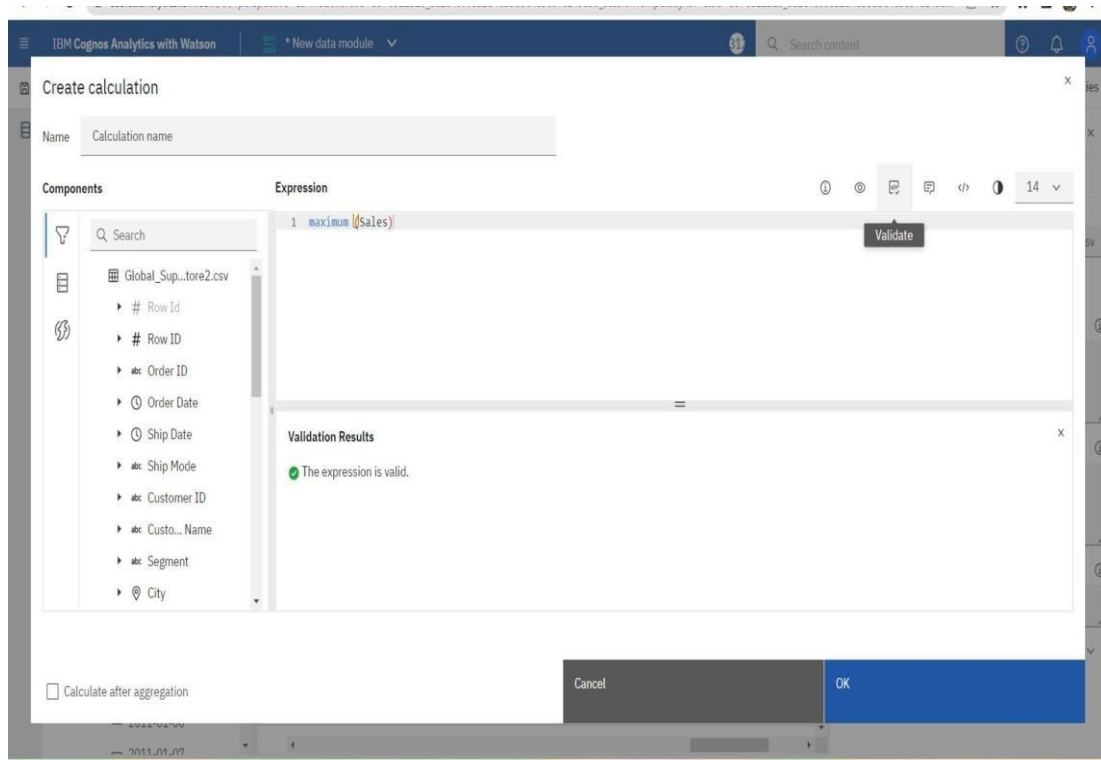 IBM Cognos Analytics with Watson
* New data module
Search content
Create calculation
x
Name
Calculation name
Components
Expression
14
1 maximum (Sales)
Validate
Search
Global_Sup...tore2.csv
# Row Id
# Row ID
abc Order ID
Order Date
Ship Date
abc Ship Mode
abc Customer ID
abc Custo... Name
abc Segment
City
Validation Results
x
The expression is valid.
Calculate after aggregation
Cancel
OK
2011-01-07